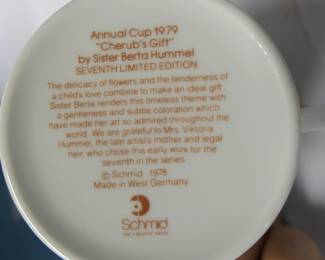 Annual Cup 1979
"Cherub's Gift"
by Sister Berta Hummel
SEVENTH LIMITED EDITION
The delicacy of flowers and the tenderness of
a child's love combine to make an ideal gift.
Sister Berta renders this timeless theme with
a gentleness and subtle coloration which
have made her art so admired throughout the
world. We are grateful to Mrs. Viktoria
Hummel, the late artist's mother and legal
heir, who chose this early work for the
seventh in the series
© Schmid 1978
Made in West Germany
Schmid